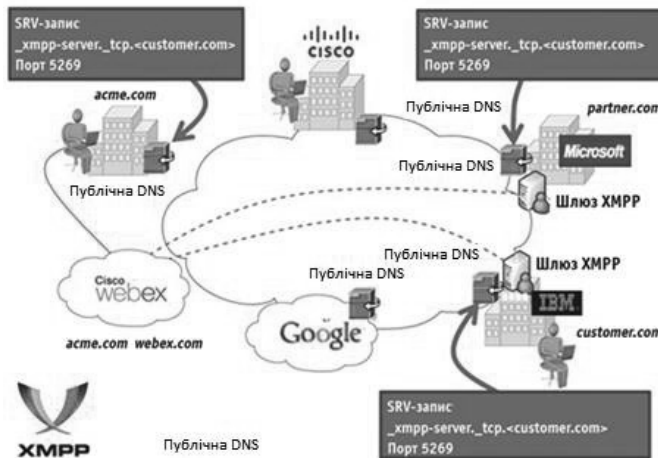 SRV-запис
_xmpp-server._tcp.<customer.com>
Порт 5269
SRV-запис
_xmpp-server._tcp.<customer.com>
Порт 5269
CISCO
acme.com
Публічна DNS
partner.com
Microsoft
Публічна DNS
Публічна DNS
Шлюз XMPP
Публічна DNS
Шлюз XMPP
Cisco
webex
Публічна DNS
IBM
Google
customer.com
acme.com webex.com
SRV-запис
_xmpp-server._tcp.<customer.com>
Порт 5269
XMPP
Публічна DNS